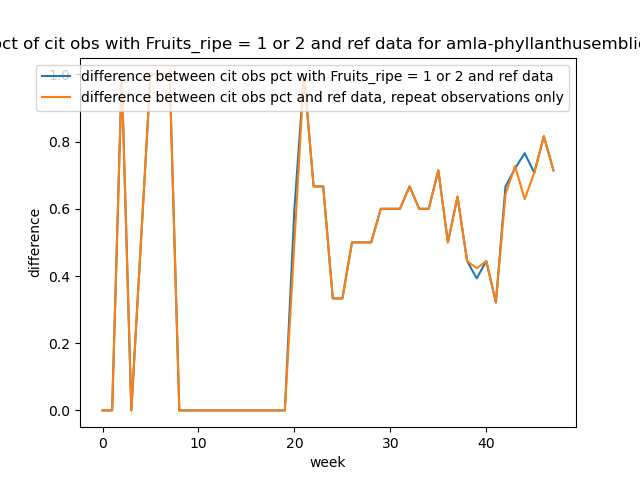 pct of cit obs with Fruits_ripe = 1 or 2 and ref data for amla-phyllanthusemblic
difference between cit obs pct with Fruits_ripe = 1 or 2 and ref data
difference between cit obs pct and ref data, repeat observations only
1.0
0.8
0.6
0.4
0.2
0.0
difference
0 10 20 30 40
week